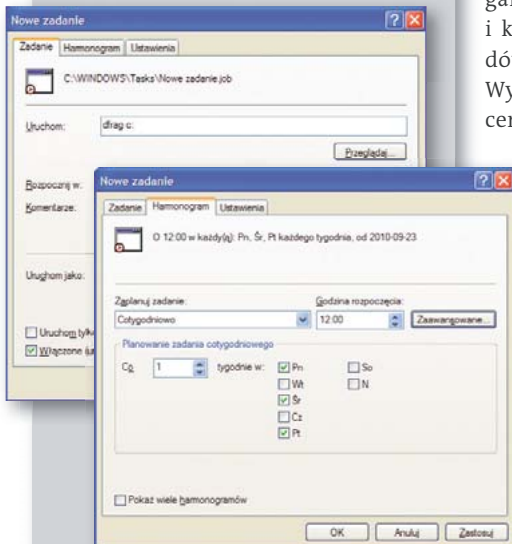 Nowe zadanie
Zadanie Harmonogram Ustawienia
C:\WINDOWS\Tasks\Nowe zadanie.job
Uruchom: dfrag c:
Przeglądaj...
Rozpocznij w:
Komentarze:
Uruchom jako:
Uruchom
Włączone
Nowe zadanie
Zadanie Harmonogram Ustawienia
O 12:00 w każdy(ą): Pn, Śr, Pt każdego tygodnia, od 2010-09-23
Zaplanuj zadanie: Godzina rozpoczęcia:
Cotygodniowo 12:00 Zaawansowane...
Planowanie zadania cotygodniowego
Co 1 tygodnie w: Pn So
Wt N
Śr
Cz
Pt
Pokaż wiele harmonogramów
OK Anuluj Zastosuj
i k
Wy